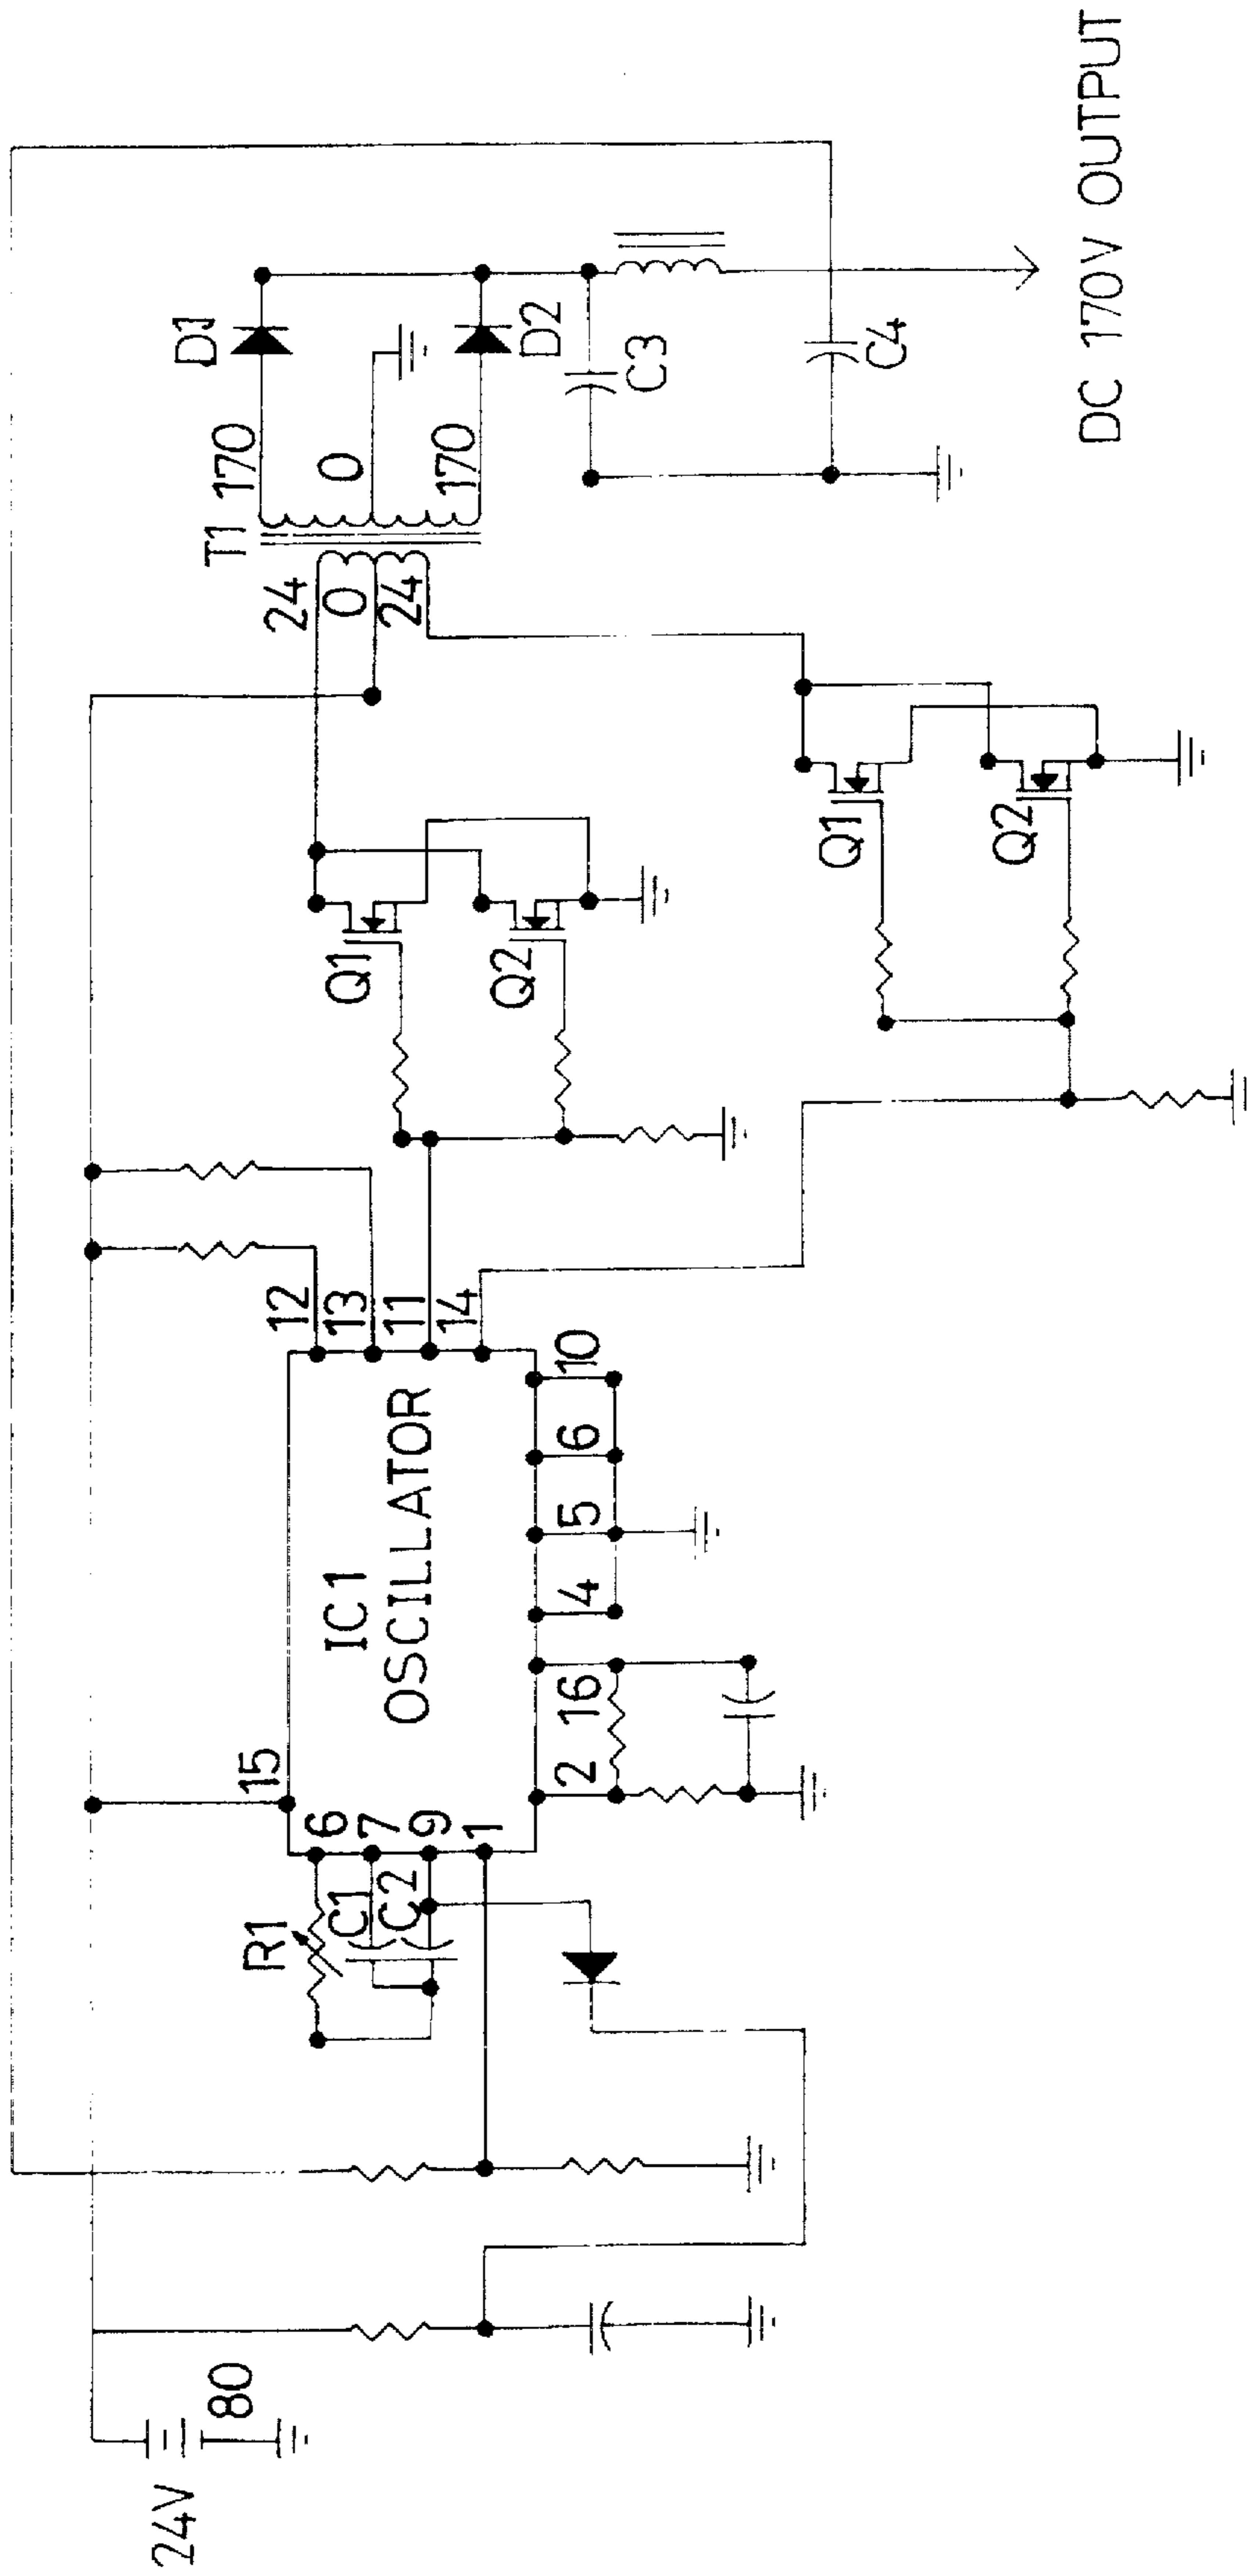 24V
80
R1
C1
C2
6
7
9
1
15
IC1
OSCILLATOR
2
16
4
5
6
10
12
13
11
14
Q1
Q2
Q1
Q2
24
0
24
T1
170
0
170
D1
D2
C3
C4
DC 170V OUTPUT